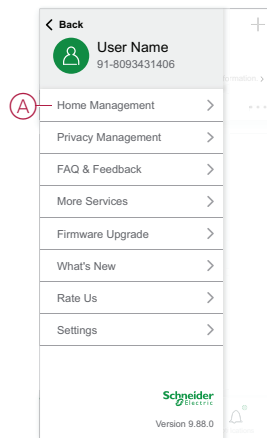 Back
User Name
91-8093431406
A
Home Management
Privacy Management
FAQ & Feedback
More Services
Firmware Upgrade
What's New
Rate Us
Settings
Schneider
Electric
Version 9.88.0